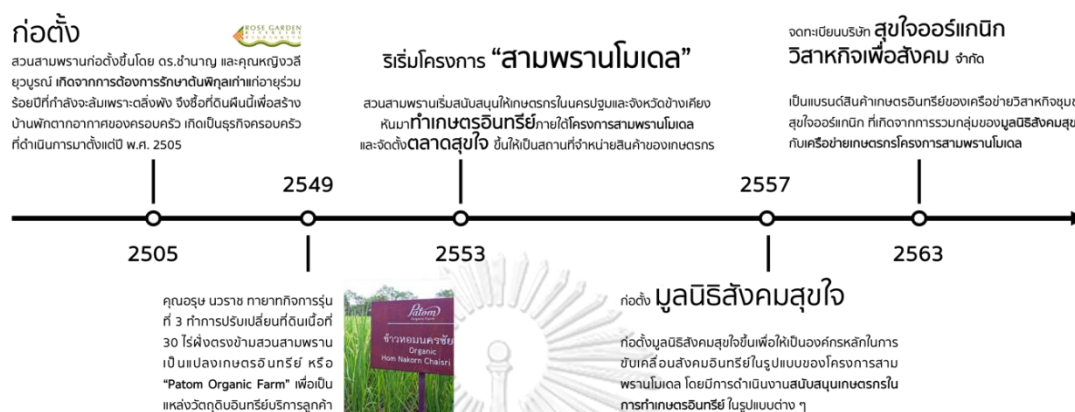 ก่อตั้ง
ROSE GARDEN
RIVERSIDE
สวนสามพรานก่อตั้งขึ้นโดย ดร.ชำนาญ และคุณหญิงวลี
ยุวบูรณ์ เกิดจากการต้องการรักษาต้นพิกุลเก่าแก่อายุร่วม
ร้อยปีที่กำลังจะล้มเพราะตลิ่งพัง จึงซื้อที่ดินผืนนี้เพื่อสร้าง
บ้านพักตากอากาศของครอบครัว เกิดเป็นธุรกิจครอบครัว
ที่ดำเนินการมาตั้งแต่ปี พ.ศ. 2505
ริเริ่มโครงการ “สามพรานโมเดล”
สวนสามพรานเริ่มสนับสนุนให้เกษตรกรในนครปฐมและจังหวัดข้างเคียง
หันมาทำเกษตรอินทรีย์ภายใต้โครงการสามพรานโมเดล
และจัดตั้งตลาดสุขใจ ขึ้นให้เป็นสถานที่จำหน่ายสินค้าของเกษตรกร
จดทะเบียนบริษัท สุขใจออร์แกนิก
วิสาหกิจเพื่อสังคม จำกัด
เป็นแบรนด์สินค้าเกษตรอินทรีย์ของเครือข่ายวิสาหกิจชุมช
สุขใจออร์แกนิก ที่เกิดจากการรวมกลุ่มของมูลนิธิสังคมสุข
กับเครือข่ายเกษตรกรโครงการสามพรานโมเดล
2549
2557
2505
2553
2563
คุณอรุษ นวราช ทายาทกิจการรุ่น
ที่ 3 ทำการปรับเปลี่ยนที่ดินเนื้อที่
30 ไร่ฝั่งตรงข้ามสวนสามพราน
เป็นแปลงเกษตรอินทรีย์ หรือ
“Patom Organic Farm” เพื่อเป็น
แหล่งวัตถุดิบอินทรีย์บริการลูกค้า
Patom
Organic Farm
ข้าวหอมนครชัย
Organic
Hom Nakorn Chaisri
ก่อตั้ง มูลนิธิสังคมสุขใจ
ก่อตั้งมูลนิธิสังคมสุขใจขึ้นเพื่อให้เป็นองค์กรหลักในการ
ขับเคลื่อนสังคมอินทรีย์ในรูปแบบของโครงการสาม
พรานโมเดล โดยมีการดำเนินงานสนับสนุนเกษตรกรใน
การทำเกษตรอินทรีย์ ในรูปแบบต่าง ๆ